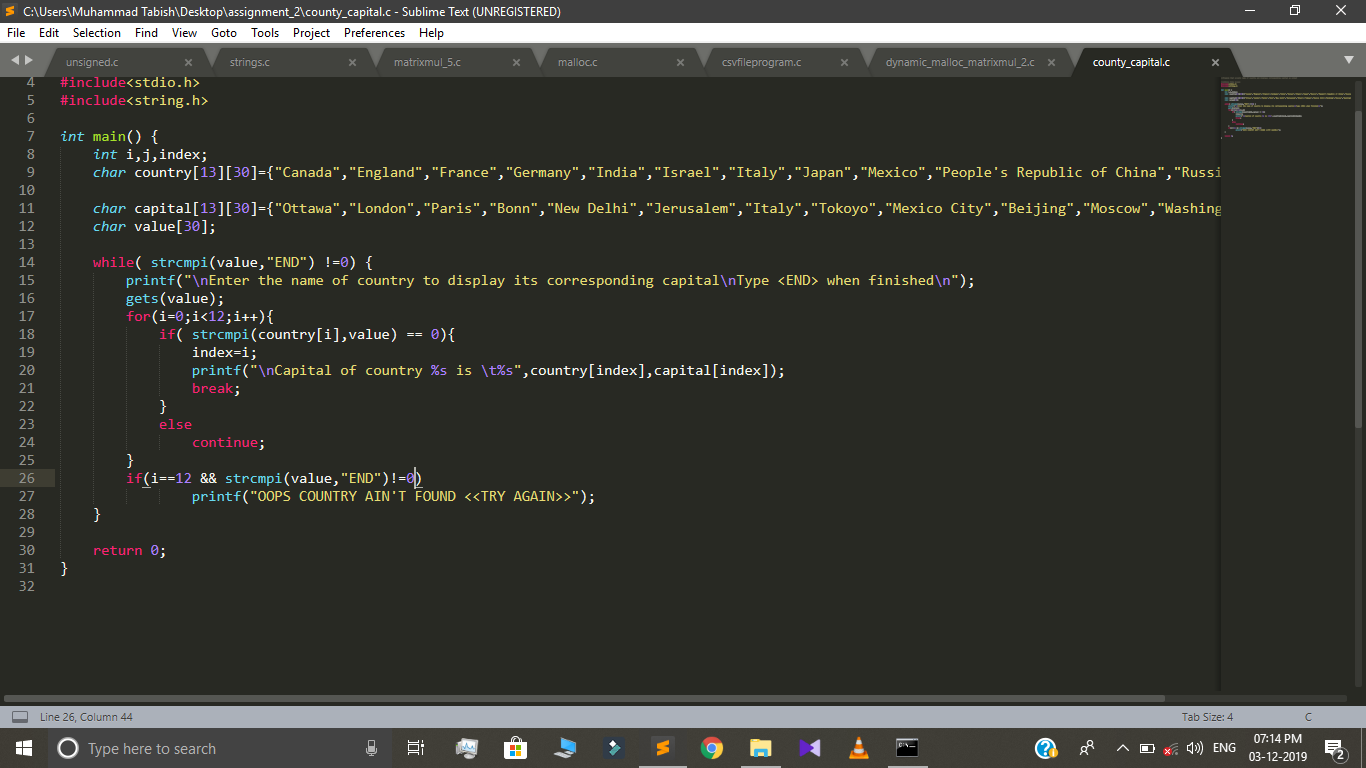 C:\Users\Muhammad Tabish\Desktop\assignment_2\county_capital.c - Sublime Text (UNREGISTERED)
File Edit Selection Find View Goto Tools Project Preferences Help
unsigned.c × strings.c × matrixmul_5.c × malloc.c × csvfileprogram.c × dynamic_malloc_matrixmul_2.c × county_capital.c ×
4 #include<stdio.h>
5 #include<string.h>
6
7 int main() {
8     int i,j,index;
9     char country[13][30]={"Canada","England","France","Germany","India","Israel","Italy","Japan","Mexico","People's Republic of China","Russi
10
11     char capital[13][30]={"Ottawa","London","Paris","Bonn","New Delhi","Jerusalem","Italy","Tokoyo","Mexico City","Beijing","Moscow","Washing
12     char value[30];
13
14     while( strcmpi(value,"END") !=0) {
15         printf("\nEnter the name of country to display its corresponding capital\nType <END> when finished\n");
16         gets(value);
17         for(i=0;i<12;i++){
18             if( strcmpi(country[i],value) == 0){
19                 index=i;
20                 printf("\nCapital of country %s is \t%s",country[index],capital[index]);
21                 break;
22             }
23             else
24                 continue;
25         }
26         if(i==12 && strcmpi(value,"END")!=0)
27                 printf("OOPS COUNTRY AIN'T FOUND <<TRY AGAIN>>");
28     }
29
30     return 0;
31 }
32
Line 26, Column 44 Tab Size: 4 C
Type here to search
ENG
07:14 PM
03-12-2019
2